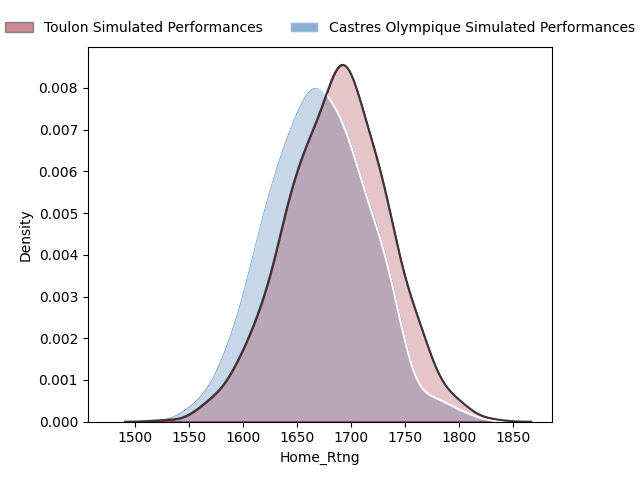 Toulon Simulated Performances
Castres Olympique Simulated Performances
Density
0.008
0.007
0.006
0.005
0.004
0.003
0.002
0.001
0.000
1500 1550 1600 1650 1700 1750 1800 1850
Home_Rtng